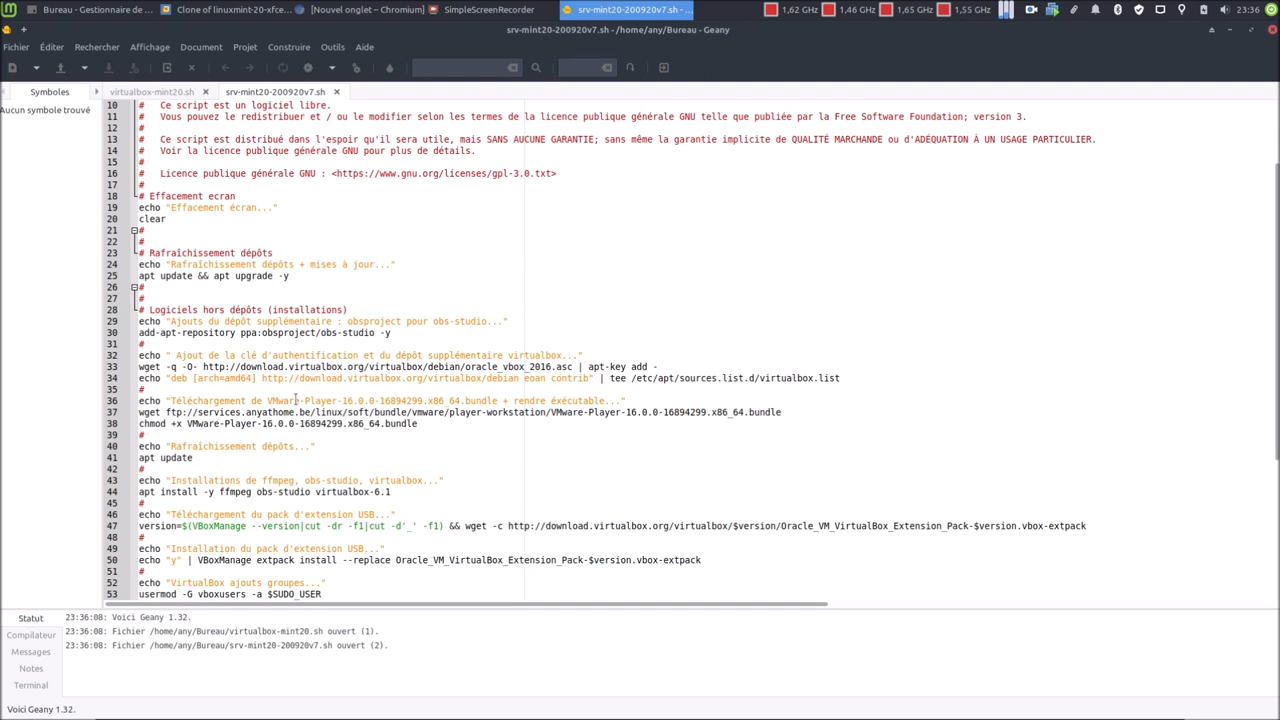 Bureau - Gestionnaire de ...
Clone of linuxmint-20-xfce...
[Nouvel onglet – Chromium]
SimpleScreenRecorder
srv-mint20-200920v7.sh - ...
1,62 GHz
1,46 GHz
1,65 GHz
1,55 GHz
23:36
srv-mint20-200920v7.sh - /home/any/Bureau - Geany
Fichier Éditer Rechercher Affichage Document Projet Construire Outils Aide
Symboles
virtualbox-mint20.sh
srv-mint20-200920v7.sh
Aucun symbole trouvé
10 #   Ce script est un logiciel libre.
11 #   Vous pouvez le redistribuer et / ou le modifier selon les termes de la licence publique générale GNU telle que publiée par la Free Software Foundation; version 3.
12 #
13 #   Ce script est distribué dans l'espoir qu'il sera utile, mais SANS AUCUNE GARANTIE; sans même la garantie implicite de QUALITÉ MARCHANDE ou d'ADÉQUATION À UN USAGE PARTICULIER.
14 #   Voir la licence publique générale GNU pour plus de détails.
15 #
16 #   Licence publique générale GNU : <https://www.gnu.org/licenses/gpl-3.0.txt>
17 #
18 # Effacement ecran
19 echo "Effacement écran..."
20 clear
21 #
22 #
23 # Rafraîchissement dépôts
24 echo "Rafraîchissement dépôts + mises à jour..."
25 apt update && apt upgrade -y
26 #
27 #
28 # Logiciels hors dépôts (installations)
29 echo "Ajouts du dépôt supplémentaire : obsproject pour obs-studio..."
30 add-apt-repository ppa:obsproject/obs-studio -y
31 #
32 echo " Ajout de la clé d'authentification et du dépôt supplémentaire virtualbox..."
33 wget -q -O- http://download.virtualbox.org/virtualbox/debian/oracle_vbox_2016.asc | apt-key add -
34 echo "deb [arch=amd64] http://download.virtualbox.org/virtualbox/debian eoan contrib" | tee /etc/apt/sources.list.d/virtualbox.list
35 #
36 echo "Téléchargement de VMware-Player-16.0.0-16894299.x86_64.bundle + rendre éxécutable..."
37 wget ftp://services.anyathome.be/linux/soft/bundle/vmware/player-workstation/VMware-Player-16.0.0-16894299.x86_64.bundle
38 chmod +x VMware-Player-16.0.0-16894299.x86_64.bundle
39 #
40 echo "Rafraîchissement dépôts..."
41 apt update
42 #
43 echo "Installations de ffmpeg, obs-studio, virtualbox..."
44 apt install -y ffmpeg obs-studio virtualbox-6.1
45 #
46 echo "Téléchargement du pack d'extension USB..."
47 version=$(VBoxManage --version|cut -dr -f1|cut -d'_' -f1) && wget -c http://download.virtualbox.org/virtualbox/$version/Oracle_VM_VirtualBox_Extension_Pack-$version.vbox-extpack
48 #
49 echo "Installation du pack d'extension USB..."
50 echo "y" | VBoxManage extpack install --replace Oracle_VM_VirtualBox_Extension_Pack-$version.vbox-extpack
51 #
52 echo "VirtualBox ajouts groupes..."
53 usermod -G vboxusers -a $SUDO_USER
Statut
Compilateur
Messages
Notes
Terminal
23:36:08: Voici Geany 1.32.
23:36:08: Fichier /home/any/Bureau/virtualbox-mint20.sh ouvert (1).
23:36:08: Fichier /home/any/Bureau/srv-mint20-200920v7.sh ouvert (2).
Voici Geany 1.32.